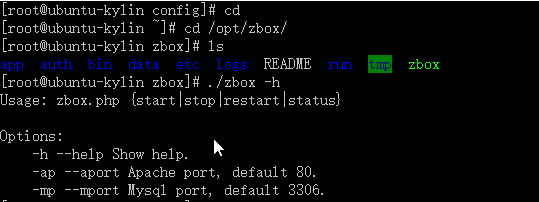 [root@ubuntu-kylin config]# cd
[root@ubuntu-kylin ~]# cd /opt/zbox/
[root@ubuntu-kylin zbox]# ls
app auth bin data etc logs README run tmp zbox
[root@ubuntu-kylin zbox]# ./zbox -h
Usage: zbox.php {start|stop|restart|status}
Options:
-h --help Show help.
-ap --aport Apache port, default 80.
-mp --mport Mysql port, default 3306.